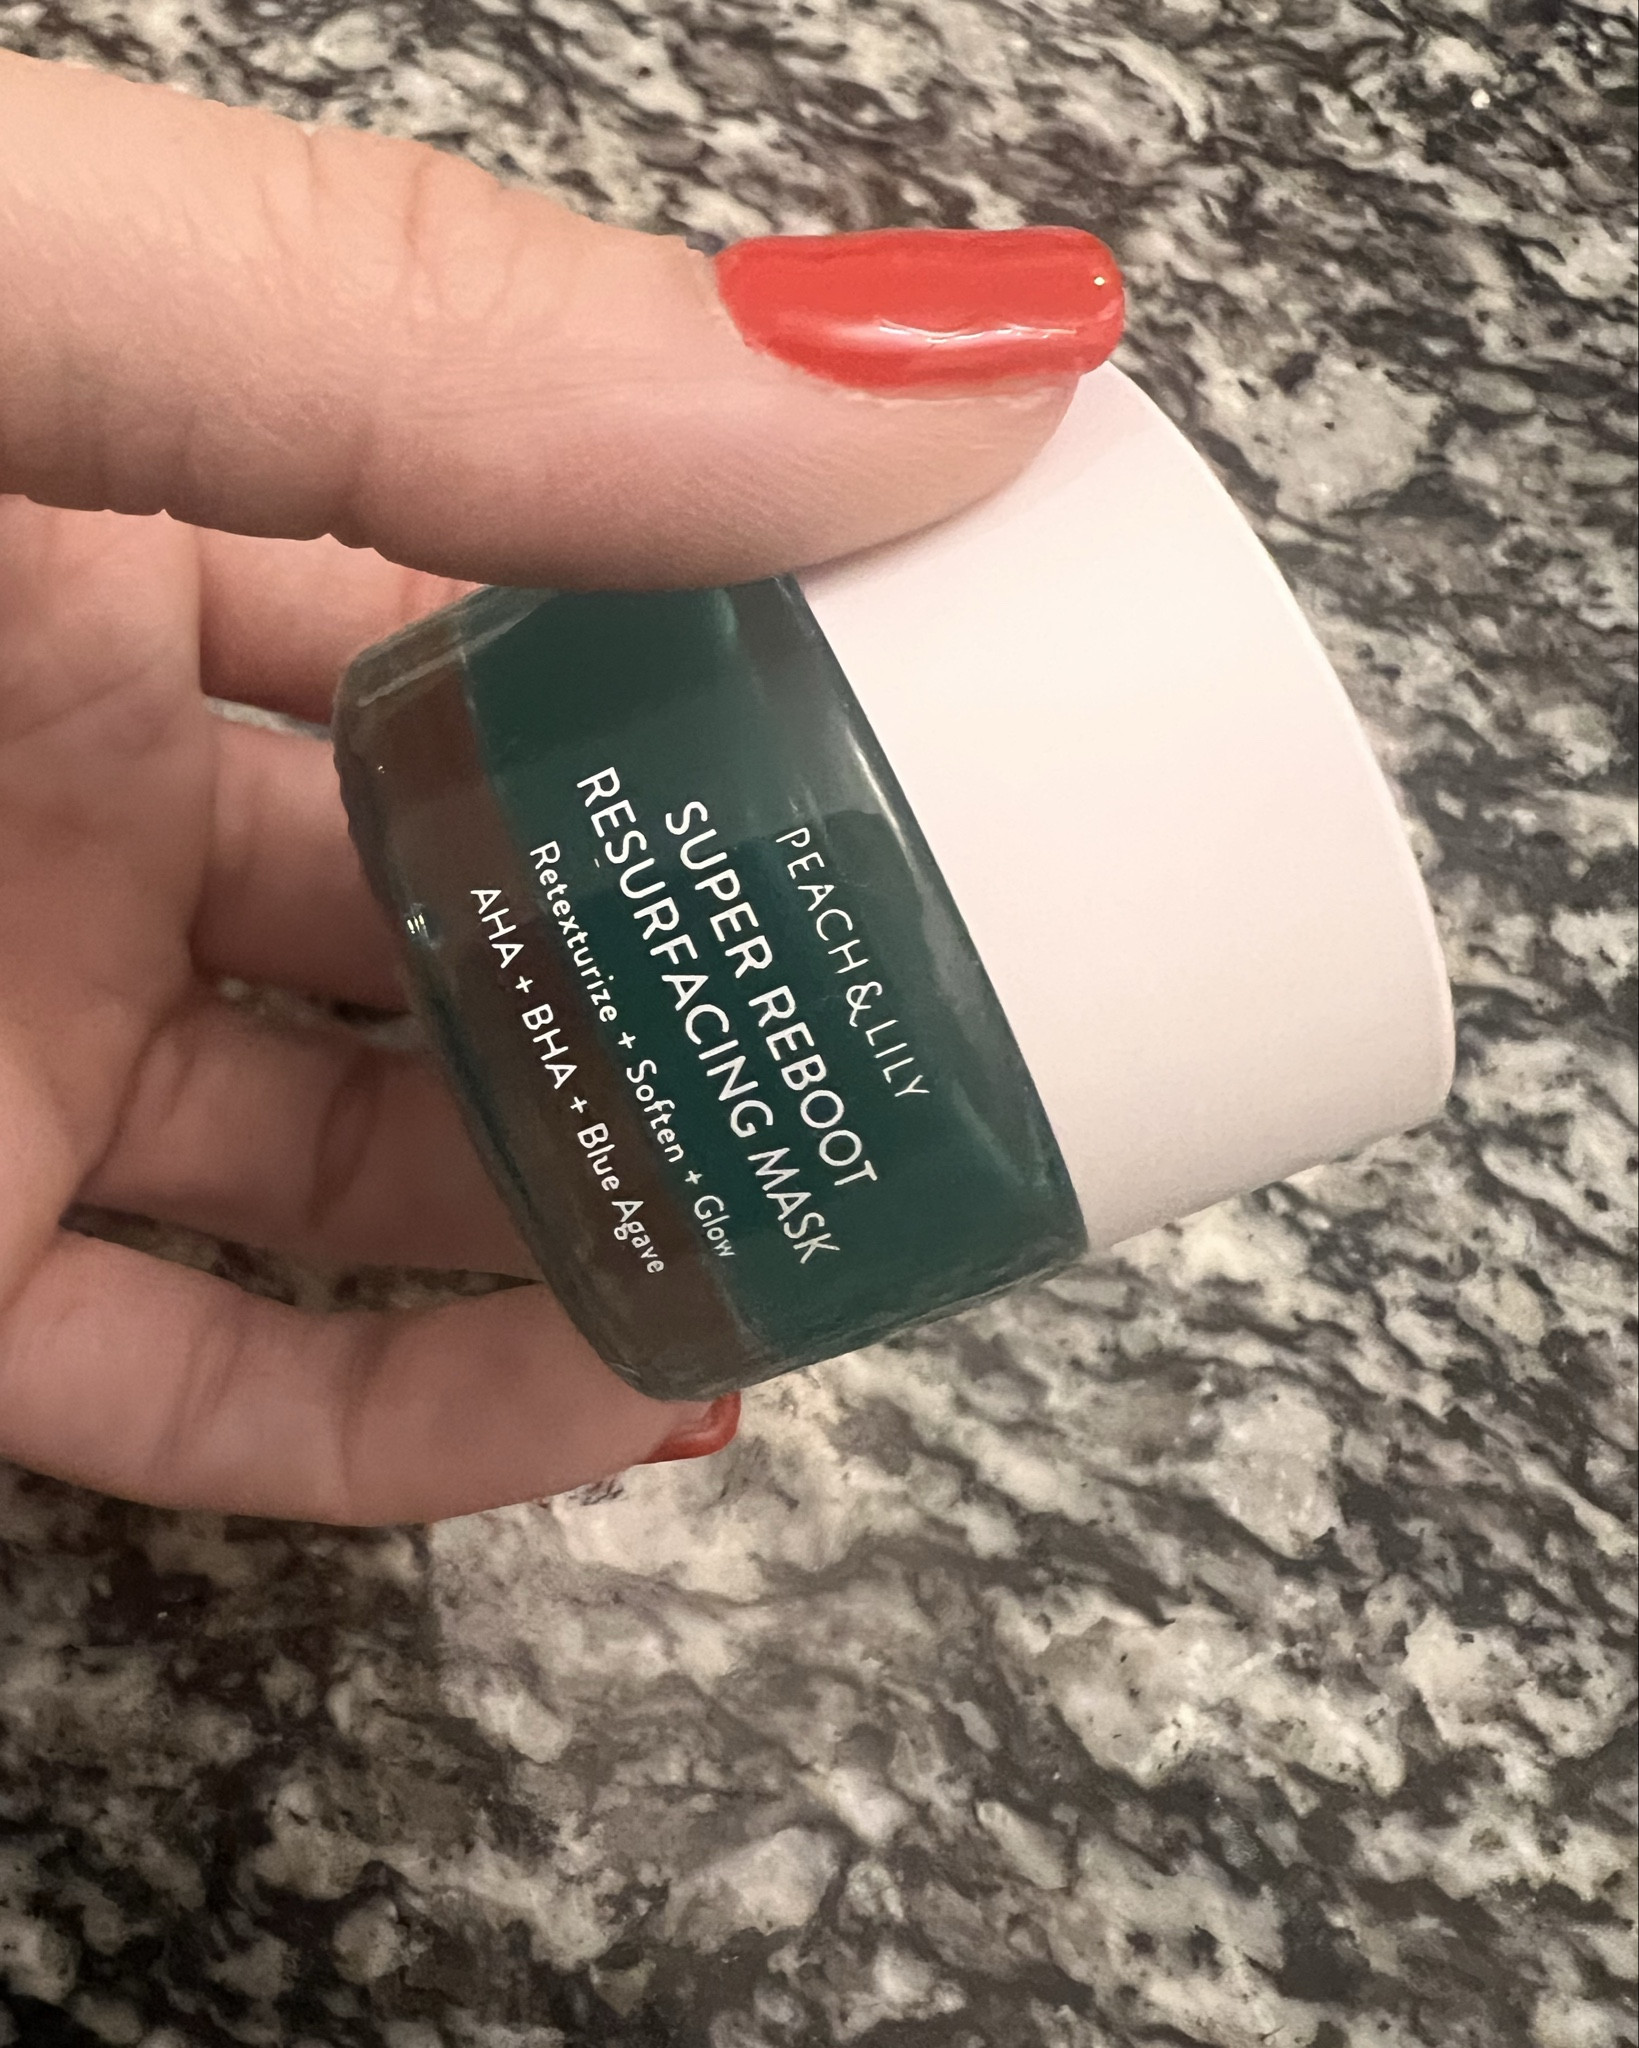 PEACH & LILY
SUPER REBOOT
RESURFACING MASK
Retexturize + Soften + Glow
AHA + BHA + Blue Agave